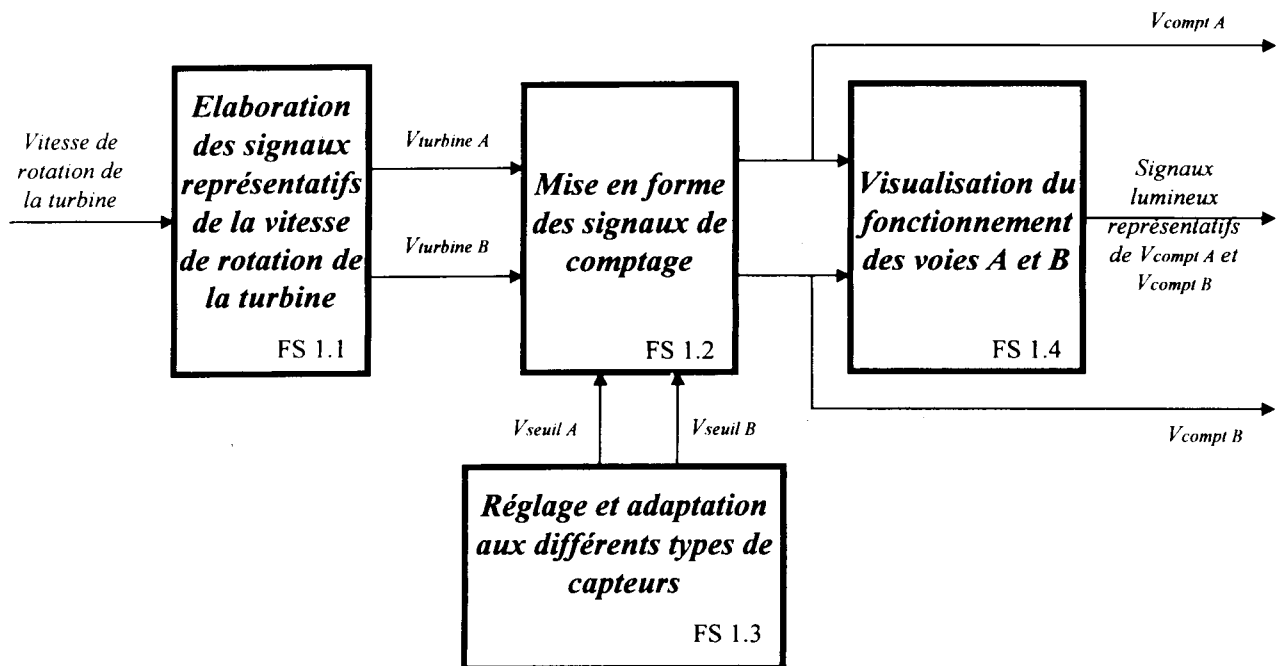 Vcompt A
Elaboration
des signaux
représentatifs
de la vitesse
de rotation de
la turbine
FS 1.1
Vitesse de
rotation de
la turbine
Vturbine A
Vturbine B
Mise en forme
des signaux de
comptage
FS 1.2
Visualisation du
fonctionnement
des voies A et B
FS 1.4
Signaux
lumineux
représentatifs
de Vcompt A et
Vcompt B
Vseuil A
Vseuil B
Vcompt B
Réglage et adaptation
aux différents types de
capteurs
FS 1.3